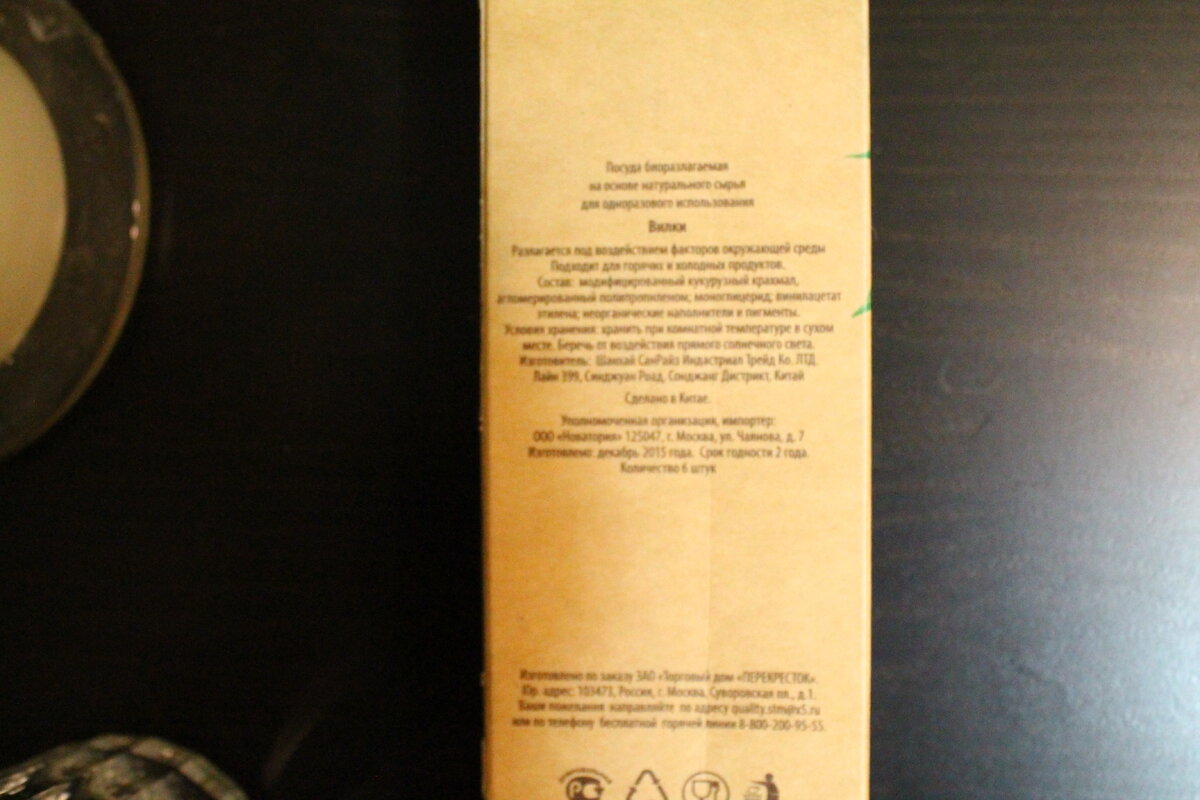 Посуда биоразлагаемая
на основе натурального сырья
для одноразового использования
Вилки
Разлагается под воздействием факторов окружающей среды
Подходит для горячих и холодных продуктов.
Состав: модифицированный кукурузный крахмал,
агломерированный полипропиленом; моноглицерид; винилацетат
этилена; неорганические наполнители и пигменты.
Условия хранения: хранить при комнатной температуре в сухом
месте. Беречь от воздействия прямого солнечного света.
Изготовитель: Шанхай СанРайз Индастриал Трейд Ко. ЛТД.
Лайн 399, Синджуан Роад, Сонджанг Дистрикт, Китай
Сделано в Китае.
Уполномоченная организация, импортер:
ООО «Новатория» 125047, г. Москва, ул. Чаянова, д. 7
Изготовлено: декабрь 2015 года. Срок годности 2 года.
Количество 6 штук
Изготовлено по заказу ЗАО «Торговый дом «ПЕРЕКРЕСТОК».
Юр. адрес: 103473, Россия, г. Москва, Суворовская пл., д. 1.
Ваши пожелания направляйте по адресу quality.stm@x5.ru
или по телефону бесплатной горячей линии 8-800-200-95-55.